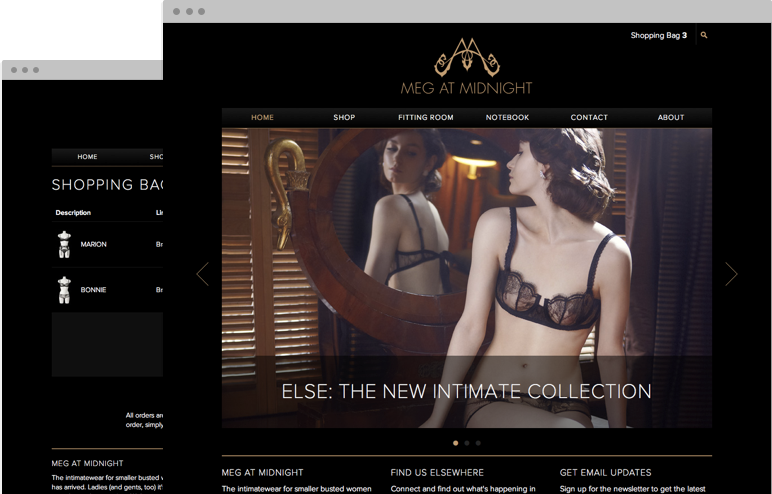 Shopping Bag 3
MEG AT MIDNIGHT
HOME SHOP FITTING ROOM NOTEBOOK CONTACT ABOUT
ELSE: THE NEW INTIMATE COLLECTION
MEG AT MIDNIGHT
The intimatewear for smaller busted women
FIND US ELSEWHERE
Connect and find out what's happening in
GET EMAIL UPDATES
Sign up for the newsletter to get the latest
HOME SHO
SHOPPING BAG
Description Li
MARION Br
BONNIE Br
All orders are
order, simply
MEG AT MIDNIGHT
The intimatewear for smaller busted w
has arrived. Ladies (and gents, too) it'